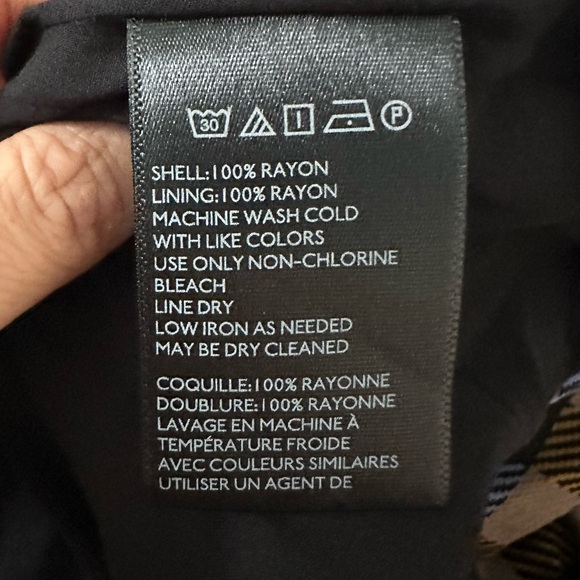 30 P
SHELL:100% RAYON
LINING:100% RAYON
MACHINE WASH COLD
WITH LIKE COLORS
USE ONLY NON-CHLORINE
BLEACH
LINE DRY
LOW IRON AS NEEDED
MAY BE DRY CLEANED
COQUILLE:100% RAYONNE
DOUBLURE:100% RAYONNE
LAVAGE EN MACHINE À
TEMPÉRATURE FROIDE
AVEC COULEURS SIMILAIRES
UTILISER UN AGENT DE